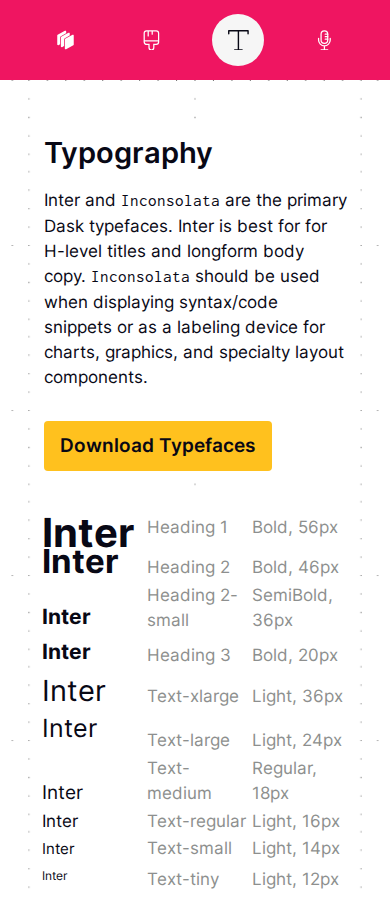 T
Typography
Inter and Inconsolata are the primary
Dask typefaces. Inter is best for for
H-level titles and longform body
copy. Inconsolata should be used
when displaying syntax/code
snippets or as a labeling device for
charts, graphics, and specialty layout
components.
Download Typefaces
Inter Heading 1 Bold, 56px
Inter Heading 2 Bold, 46px
Inter Heading 2-small SemiBold, 36px
Inter Heading 3 Bold, 20px
Inter Text-xlarge Light, 36px
Inter Text-large Light, 24px
Inter Text-medium Regular, 18px
Inter Text-regular Light, 16px
Inter Text-small Light, 14px
Inter Text-tiny Light, 12px